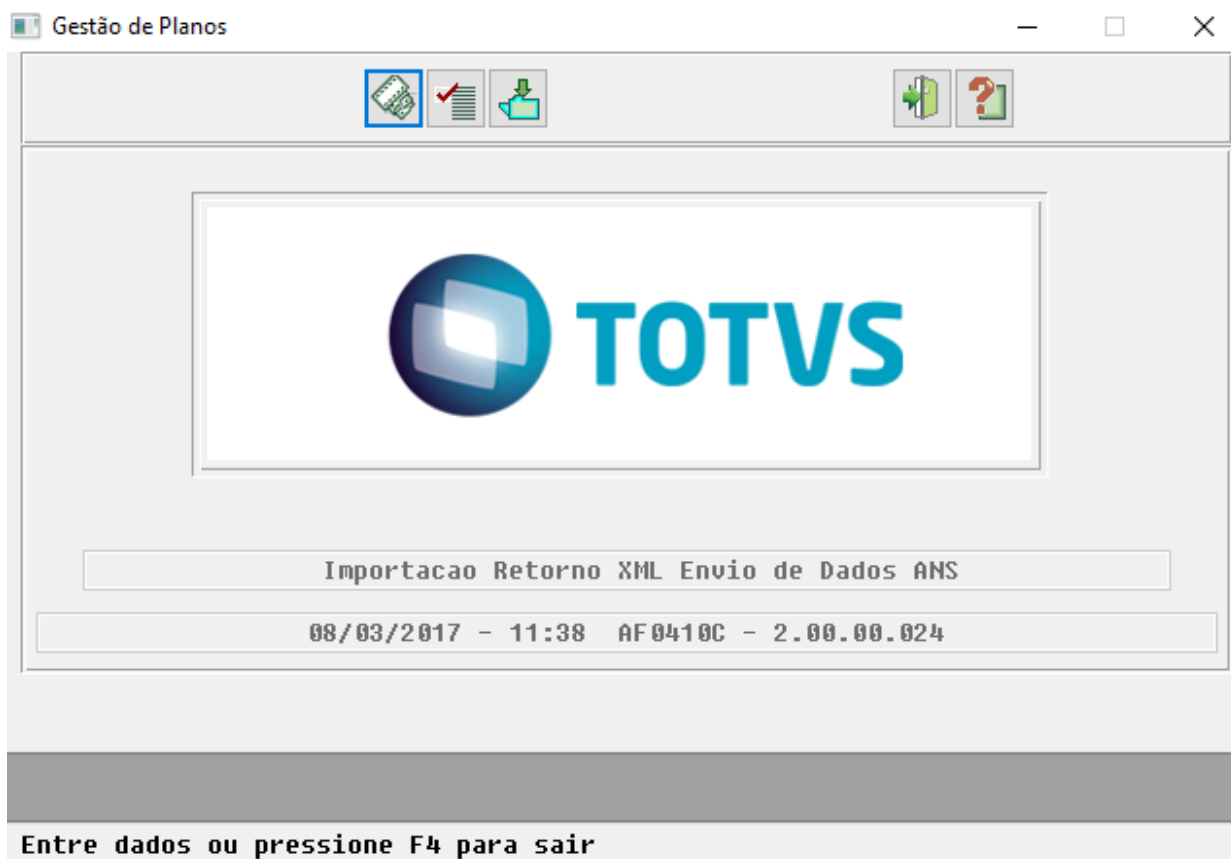 Gestão de Planos
TOTVS
Importacao Retorno XML Envio de Dados ANS
08/03/2017 - 11:38 AF0410C - 2.00.00.024
Entre dados ou pressione F4 para sair